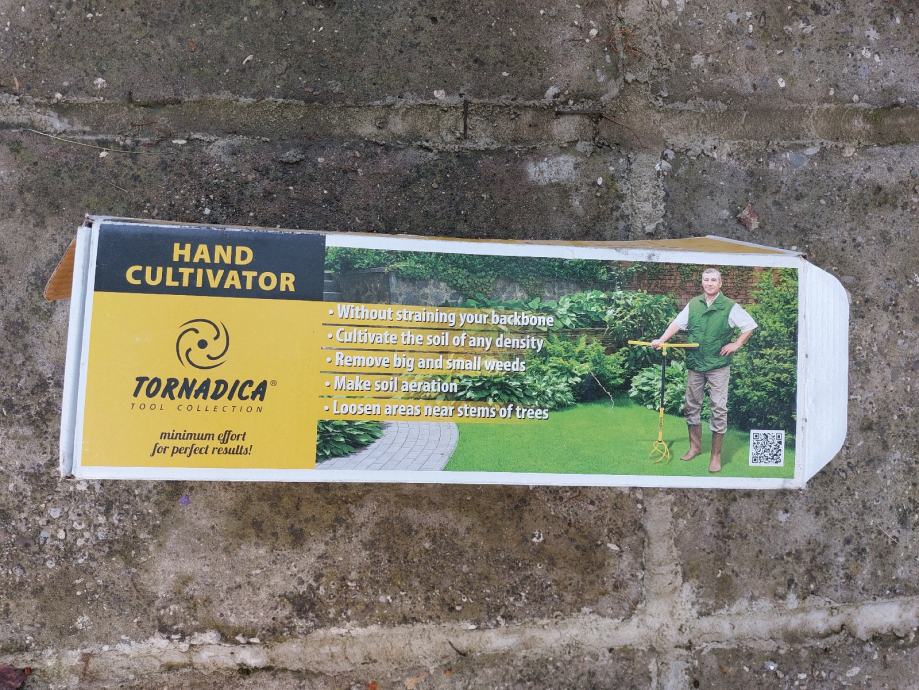 HAND
CULTIVATOR
TORNADICA®
TOOL COLLECTION
minimum effort
for perfect results!
• Without straining your backbone
• Cultivate the soil of any density
• Remove big and small weeds
• Make soil aeration
• Loosen areas near stems of trees